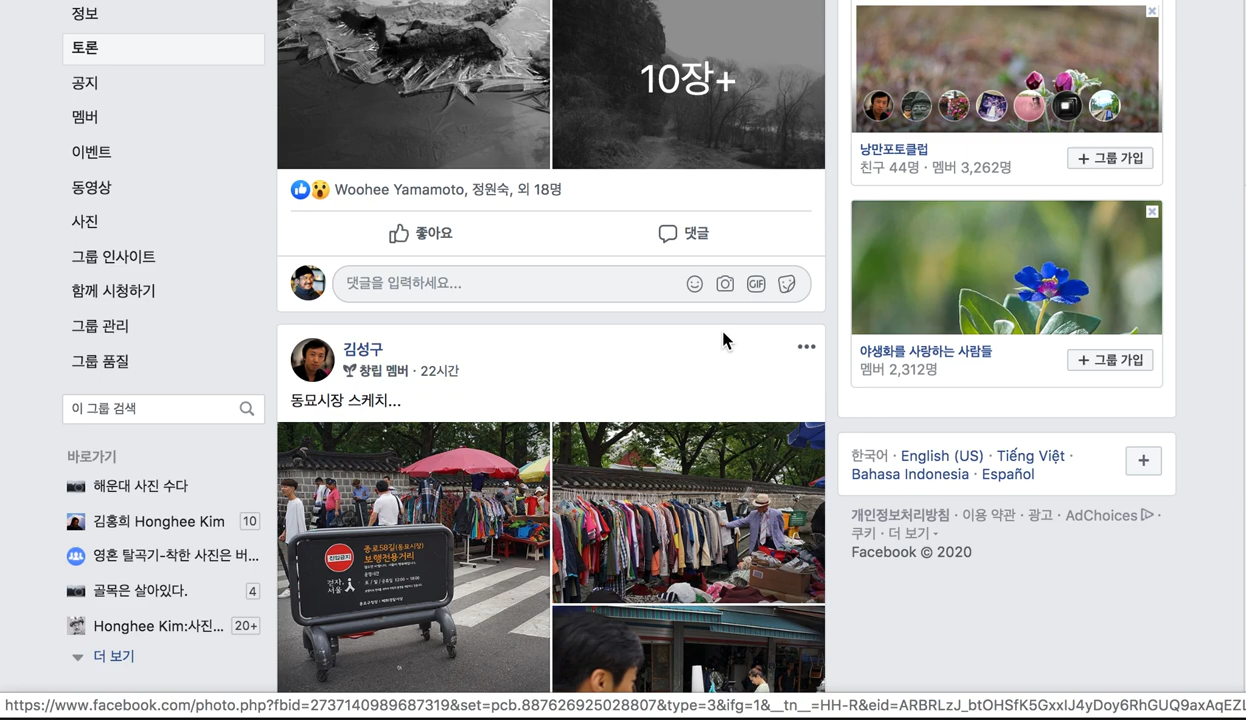 정보
토론
공지
멤버
이벤트
동영상
사진
그룹 인사이트
함께 시청하기
그룹 관리
그룹 품질
이 그룹 검색
바로가기
해운대 사진 수다
김홍희 Honghee Kim 10
영혼 탈곡기-착한 사진은 버...
골목은 살아있다. 4
Honghee Kim:사진... 20+
더 보기
10장+
Woohee Yamamoto, 정원숙, 외 18명
좋아요 댓글
댓글을 입력하세요... GIF
김성구
창립 멤버 · 22시간
동묘시장 스케치...
진입금지
종로58길(동묘시장)
보행전용거리
걷자,
서울
낭만포토클럽
친구 44명 · 멤버 3,262명
+ 그룹 가입
야생화를 사랑하는 사람들
멤버 2,312명
+ 그룹 가입
한국어 · English (US) · Tiếng Việt ·
Bahasa Indonesia · Español
개인정보처리방침 · 이용 약관 · 광고 · AdChoices ·
쿠키 · 더 보기
Facebook © 2020
https://www.facebook.com/photo.php?fbid=2737140989687319&set=pcb.887626925028807&type=3&ifg=1&__tn__=HH-R&eid=ARBRLzJ_btOHSfK5GxxIJ4yDoy6RhGUQ9axAqEZL